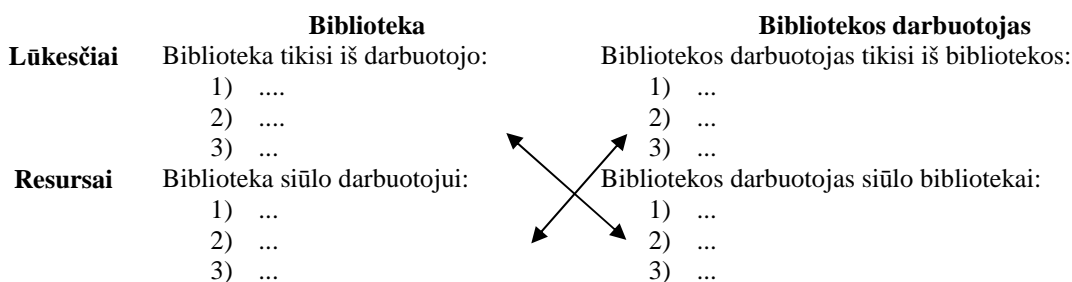 Biblioteka Bibliotekos darbuotojas
Lūkesčiai Biblioteka tikisi iš darbuotojo: Bibliotekos darbuotojas tikisi iš bibliotekos:
1) .... 1) ...
2) .... 2) ...
3) ... 3) ...
Resursai Biblioteka siūlo darbuotojui: Bibliotekos darbuotojas siūlo bibliotekai:
1) ... 1) ...
2) ... 2) ...
3) ... 3) ...